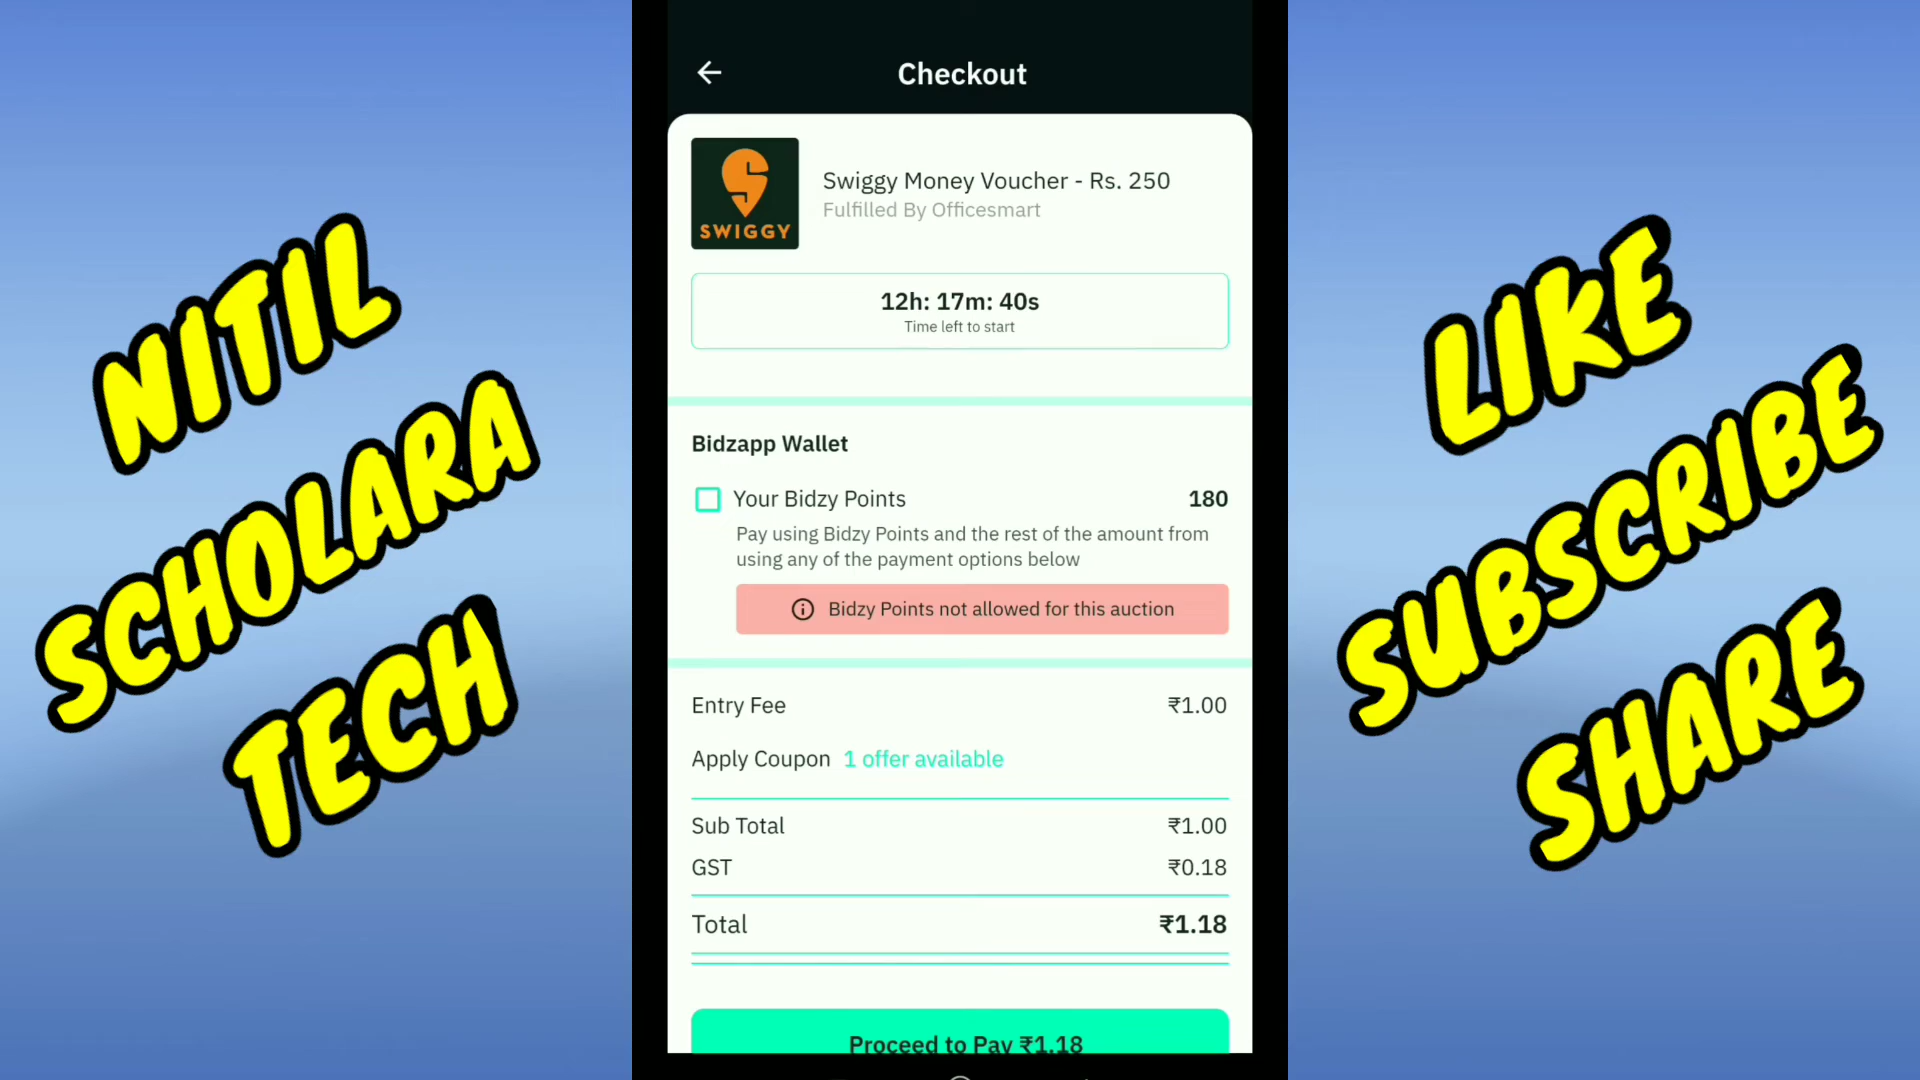 NITIL
SCHOLARA
TECH
Checkout
SWIGGY
Swiggy Money Voucher - Rs. 250
Fulfilled By Officesmart
12h: 17m: 40s
Time left to start
Bidzapp Wallet
Your Bidzy Points 180
Pay using Bidzy Points and the rest of the amount from
using any of the payment options below
Bidzy Points not allowed for this auction
Entry Fee ₹1.00
Apply Coupon 1 offer available
Sub Total ₹1.00
GST ₹0.18
Total ₹1.18
Proceed to Pay ₹1.18
LIKE
SUBSCRIBE
SHARE